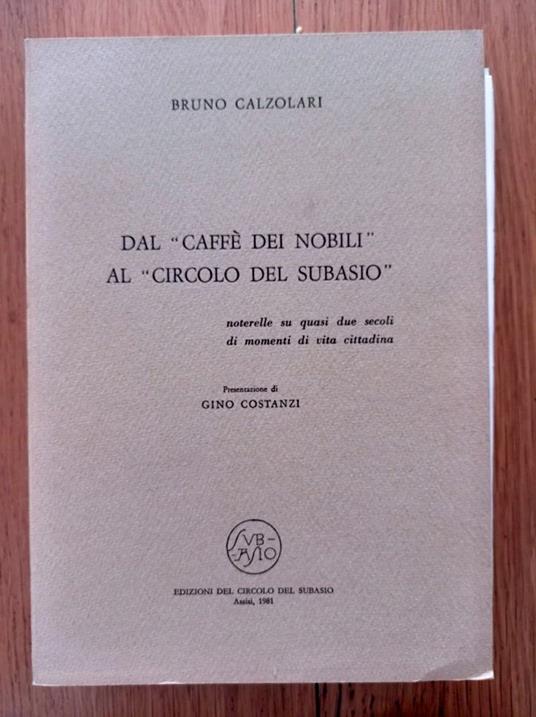 BRUNO CALZOLARI
DAL "CAFFÈ DEI NOBILI"
AL "CIRCOLO DEL SUBASIO"
noterelle su quasi due secoli
di momenti di vita cittadina
Presentazione di
GINO COSTANZI
SVB-
-ASIO
EDIZIONI DEL CIRCOLO DEL SUBASIO
Assisi, 1981